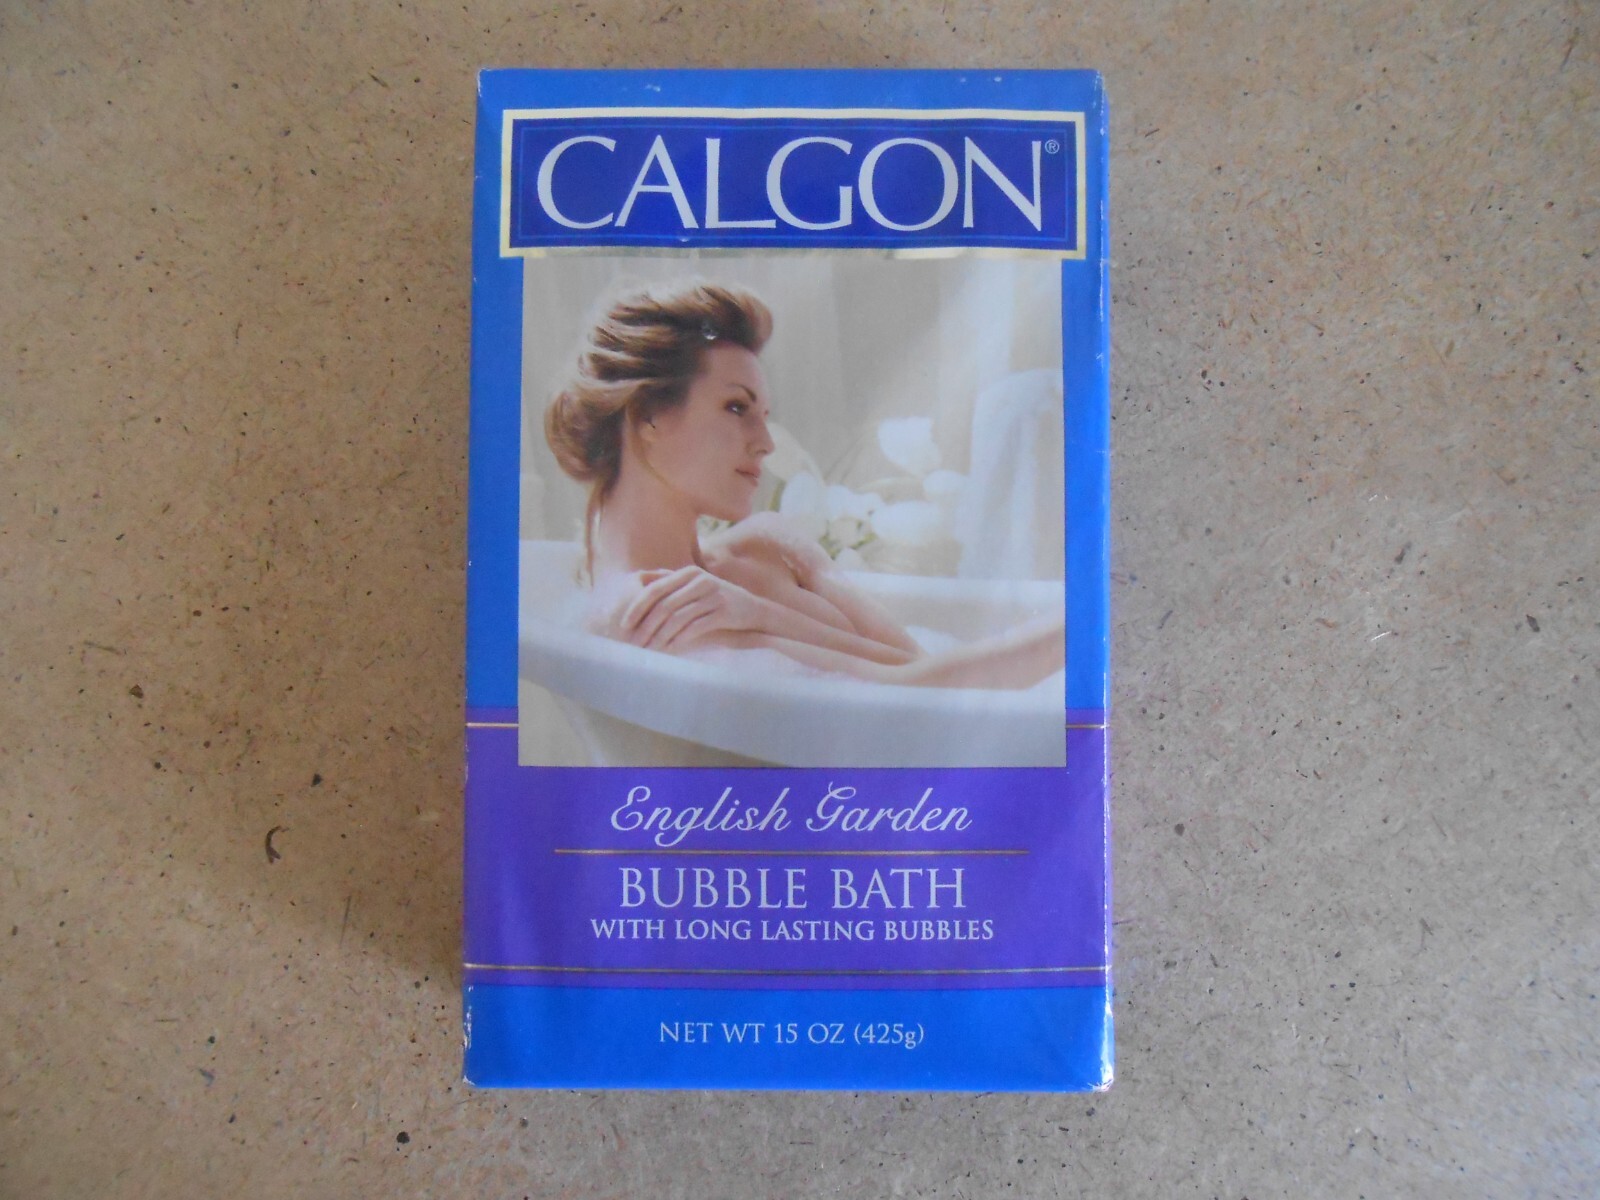 CALGON®
English Garden
BUBBLE BATH
WITH LONG LASTING BUBBLES
NET WT 15 OZ (425g)